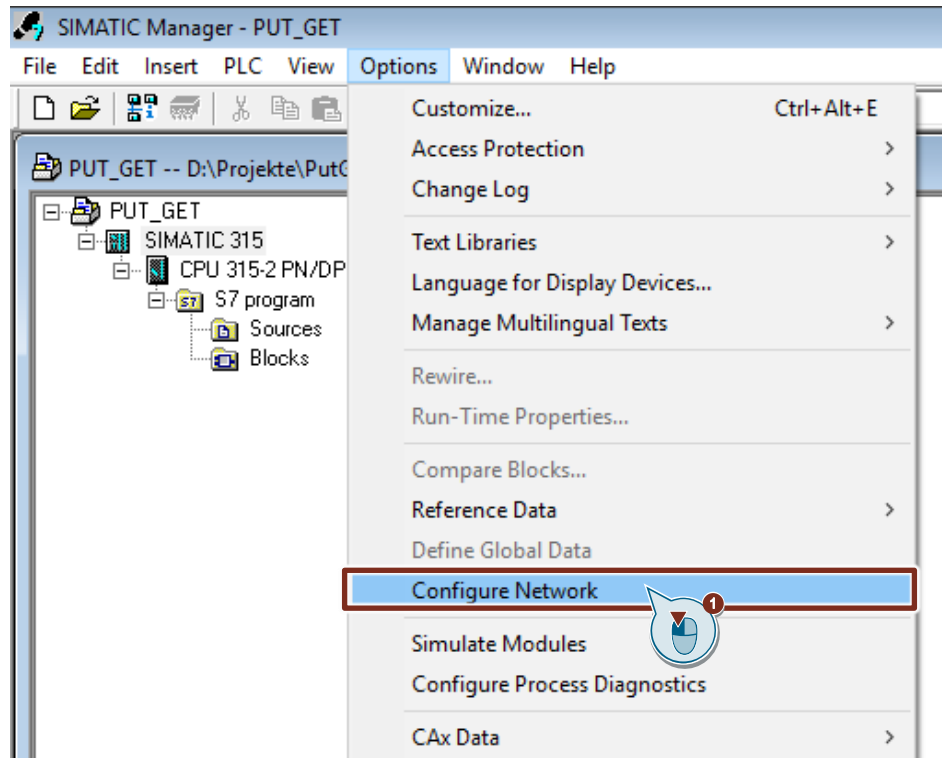 SIMATIC Manager - PUT_GET
File Edit Insert PLC View Options Window Help
Customize... Ctrl+Alt+E
PUT_GET -- D:\Projekte\Put
Access Protection
Change Log
PUT_GET
SIMATIC 315
Text Libraries
CPU 315-2 PN/DP
Language for Display Devices...
S7 program
Sources
Manage Multilingual Texts
Blocks
Rewire...
Run-Time Properties...
Compare Blocks...
Reference Data
Define Global Data
Configure Network
1
Simulate Modules
Configure Process Diagnostics
CAx Data